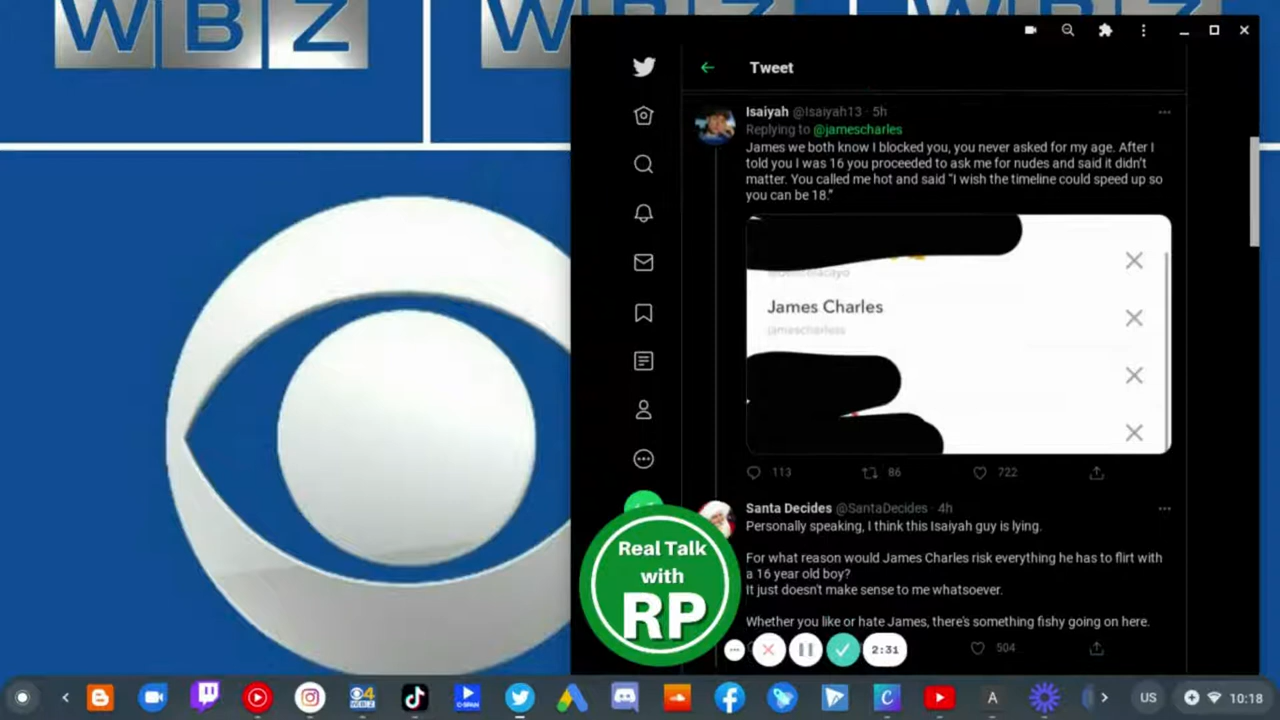 WBZ
Tweet
Isaiyah @Isaiyah13 · 5h
Replying to @jamescharles
James we both know I blocked you, you never asked for my age. After I
told you I was 16 you proceeded to ask me for nudes and said it didn't
matter. You called me hot and said "I wish the timeline could speed up so
you can be 18."
James Charles
jamescharless
113 86 722
Santa Decides @SantaDecides · 4h
Personally speaking, I think this Isaiyah guy is lying.
For what reason would James Charles risk everything he has to flirt with
a 16 year old boy?
It just doesn't make sense to me whatsoever.
Whether you like or hate James, there's something fishy going on here.
504
Real Talk
with
RP
2:31
4
WBZ
C-SPAN
US
10:18